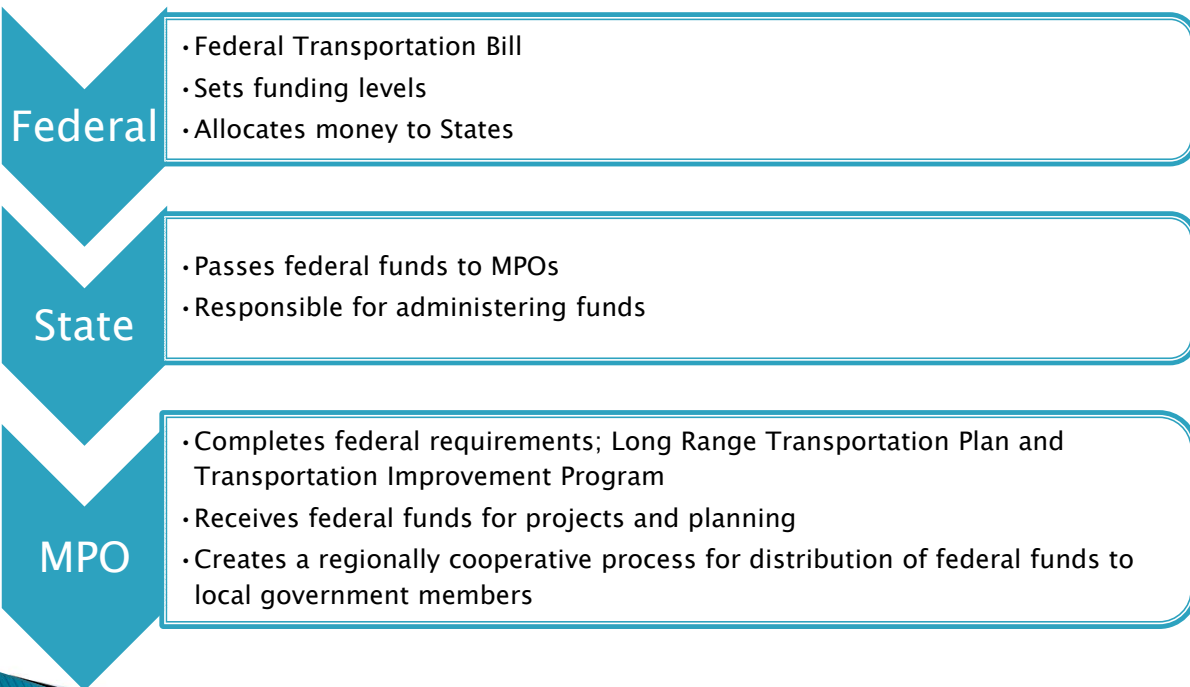 Federal
•Federal Transportation Bill
•Sets funding levels
•Allocates money to States
State
•Passes federal funds to MPOs
•Responsible for administering funds
MPO
•Completes federal requirements; Long Range Transportation Plan and
Transportation Improvement Program
•Receives federal funds for projects and planning
•Creates a regionally cooperative process for distribution of federal funds to
local government members